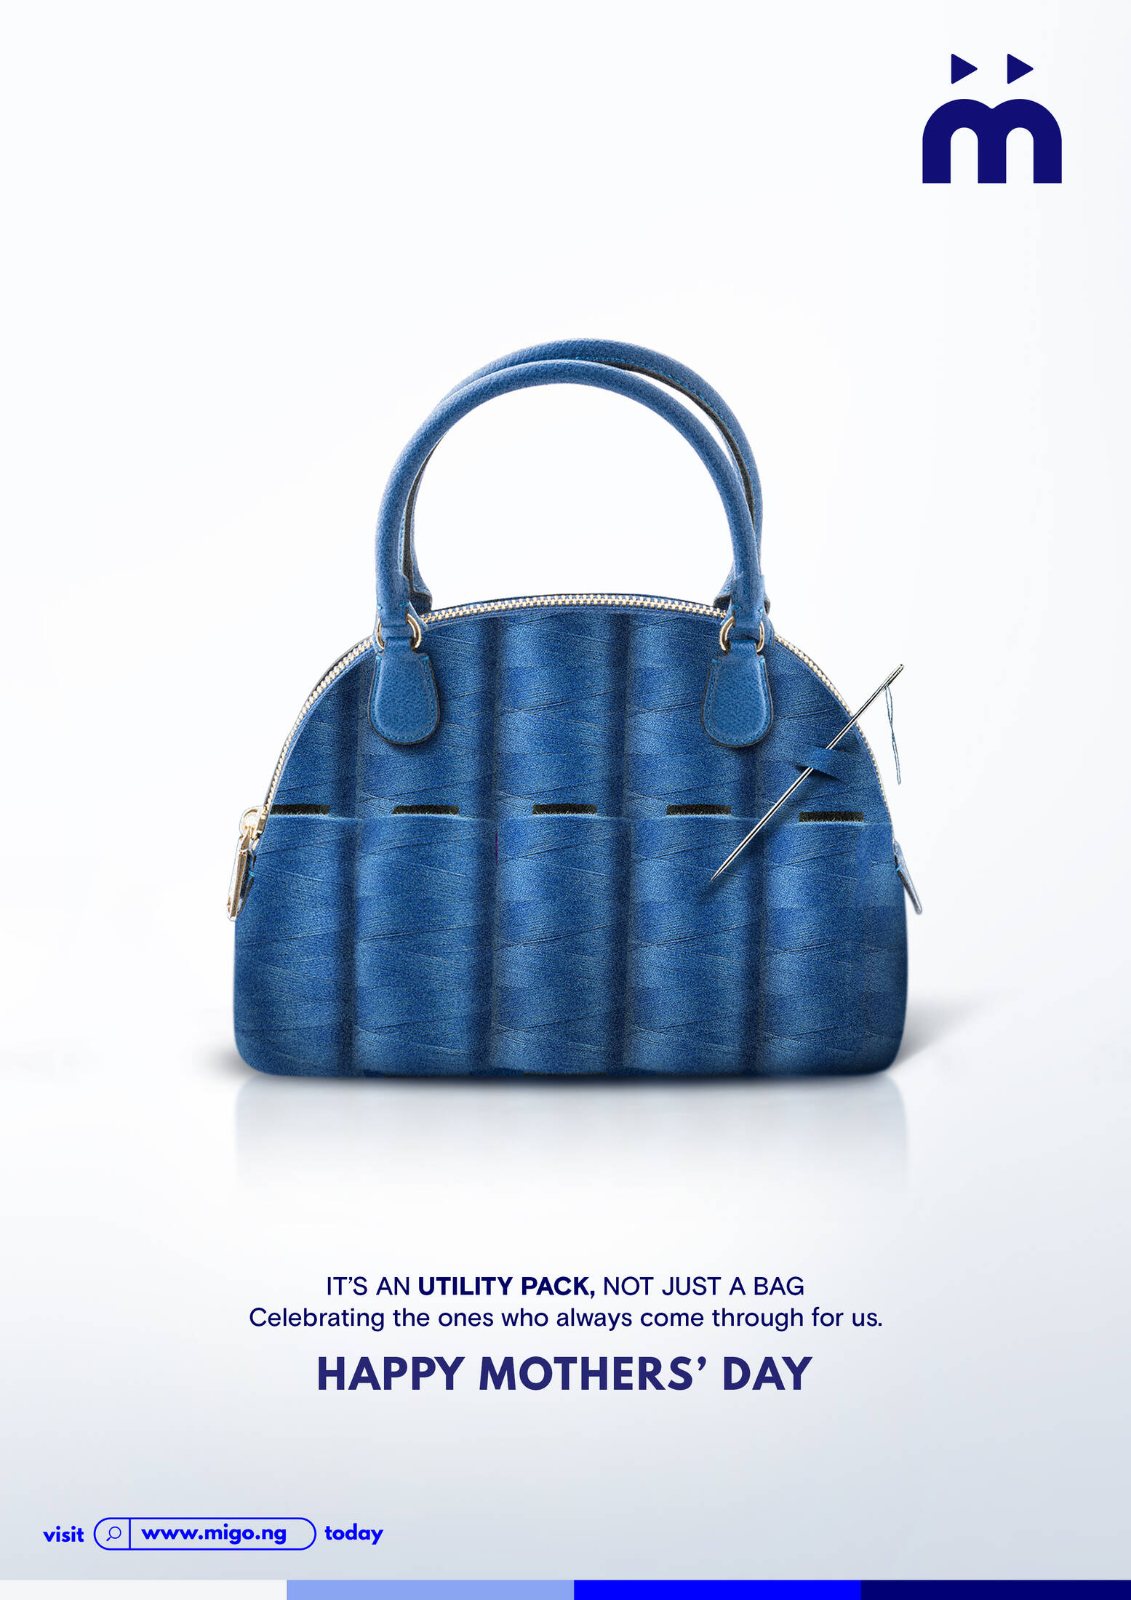 m
IT'S AN UTILITY PACK, NOT JUST A BAG
Celebrating the ones who always come through for us.
HAPPY MOTHERS' DAY
visit www.migo.ng today